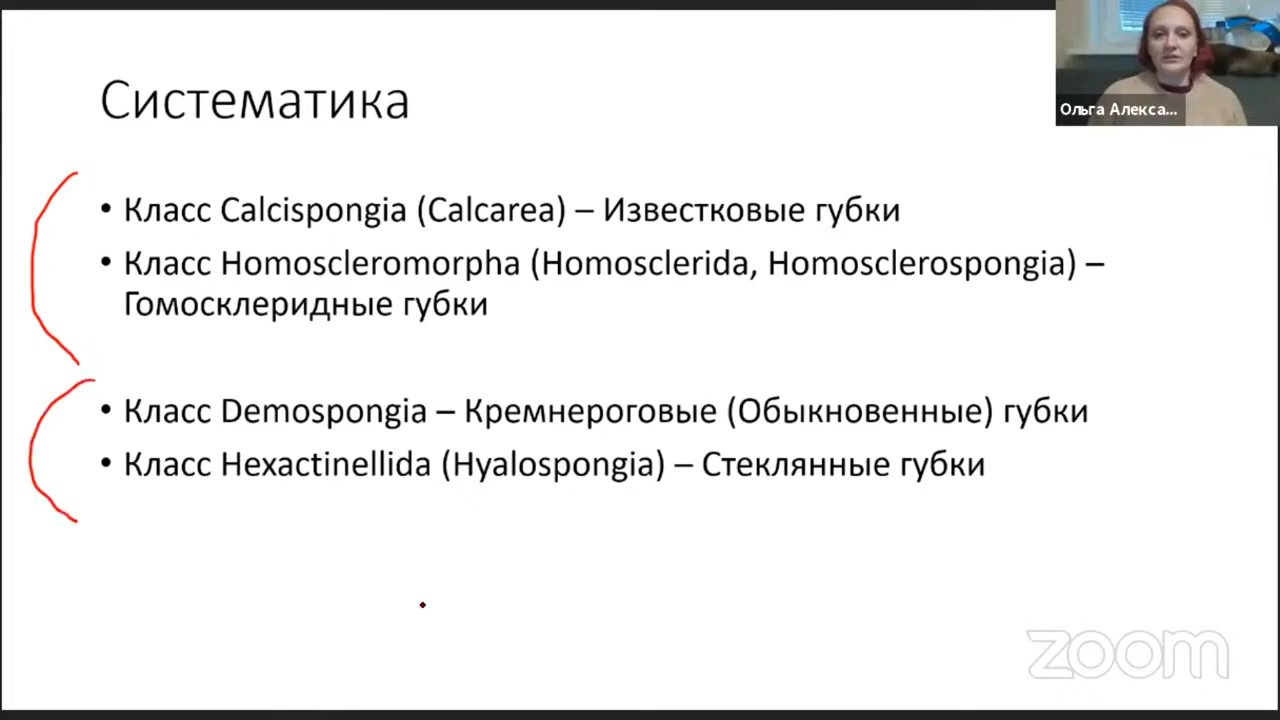 Систематика
Ольга Алекса...
• Класс Calcispongia (Calcarea) – Известковые губки
• Класс Homoscleromorpha (Homosclerida, Homosclerospongia) –
Гомосклеридные губки
• Класс Demospongia – Кремнероговые (Обыкновенные) губки
• Класс Hexactinellida (Hyalospongia) – Стеклянные губки
zoom